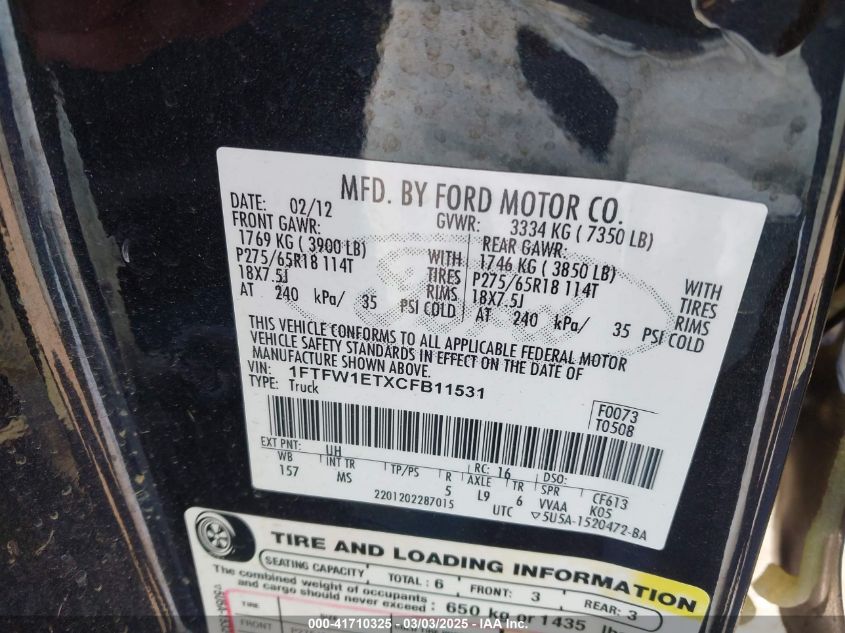 MFD. BY FORD MOTOR CO.
DATE: 02/12 GVWR: 3334 KG ( 7350 LB)
FRONT GAWR: REAR GAWR:
1769 KG ( 3900 LB) WITH 1746 KG ( 3850 LB) WITH
P275/65R18 114T TIRES P275/65R18 114T TIRES
18X7.5J RIMS 18X7.5J RIMS
AT 240 kPa/ 35 PSI COLD AT 240 kPa/ 35 PSI COLD
THIS VEHICLE CONFORMS TO ALL APPLICABLE FEDERAL MOTOR
VEHICLE SAFETY STANDARDS IN EFFECT ON THE DATE OF
MANUFACTURE SHOWN ABOVE.
VIN: 1FTFW1ETXCFB11531
TYPE: Truck
F0073
T0508
EXT PNT: UH RC: 16 DSO:
WB INT TR TP/PS R AXLE TR SPR CF613
157 MS 5 L9 6 VVAA K05
2201202287015 UTC ▽5U5A-1520472-BA
TIRE AND LOADING INFORMATION
SEATING CAPACITY TOTAL: 6 FRONT: 3 REAR: 3
The combined weight of occupants
and cargo should never exceed : 650 kg or 1435
TIRE
FRONT
000-41710325 - 03/03/2025 - IAA Inc.